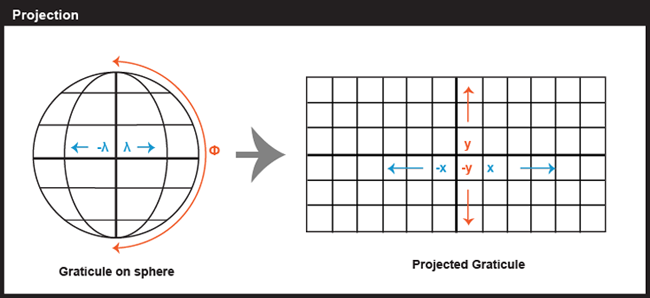 Projection
-λ λ
Φ
y
-x -y x
Graticule on sphere
Projected Graticule